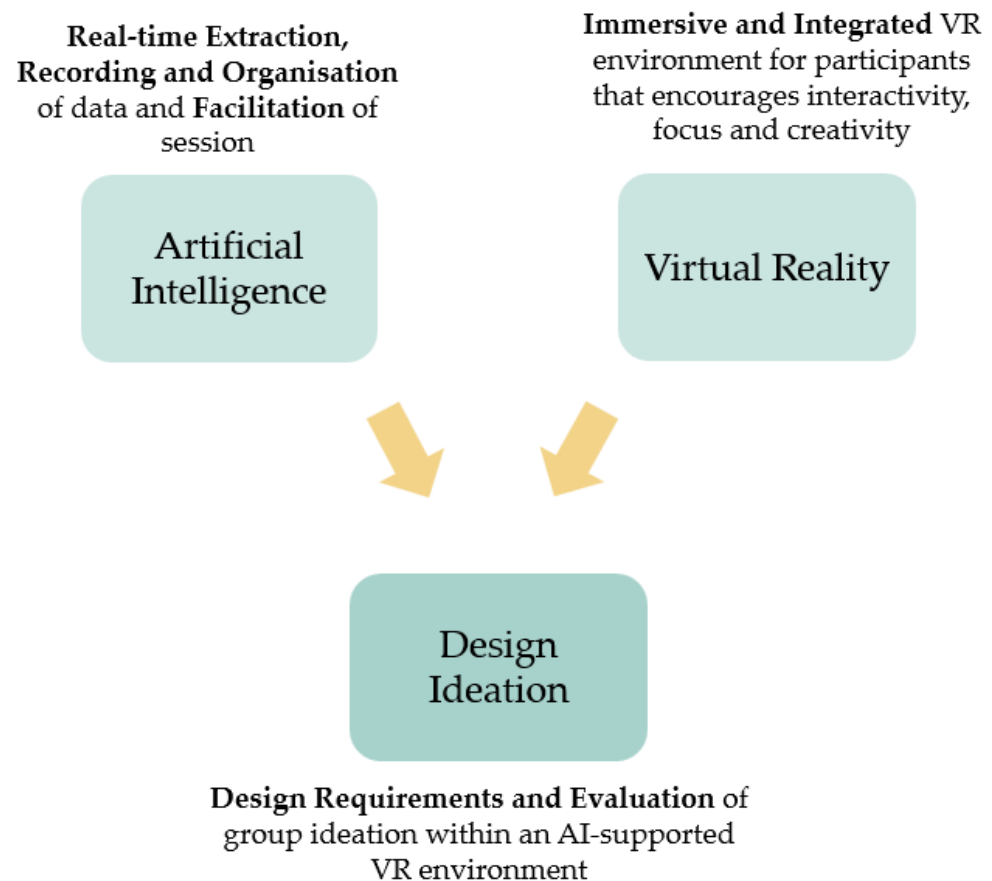 Real-time Extraction,
Recording and Organisation
of data and Facilitation of
session
Immersive and Integrated VR
environment for participants
that encourages interactivity,
focus and creativity
Artificial
Intelligence
Virtual Reality
Design
Ideation
Design Requirements and Evaluation of
group ideation within an AI-supported
VR environment